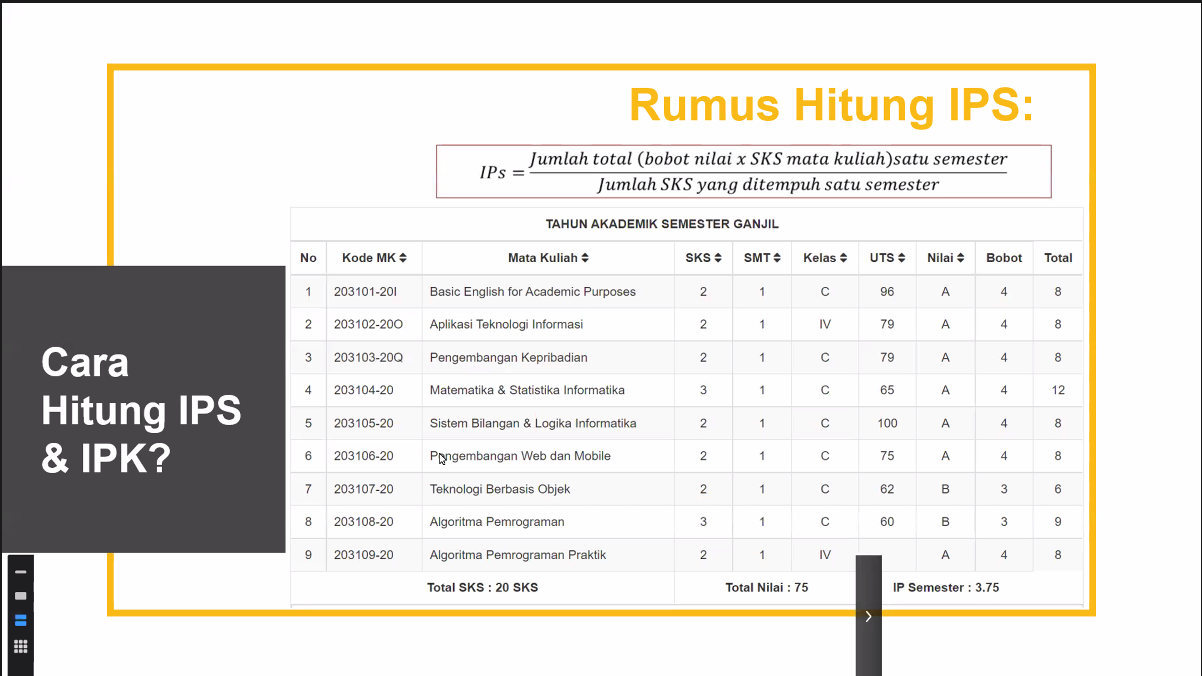 Rumus Hitung IPS:
IPs = Jumlah total (bobot nilai x SKS mata kuliah)satu semester
Jumlah SKS yang ditempuh satu semester
Cara
Hitung IPS
& IPK?
TAHUN AKADEMIK SEMESTER GANJIL
No Kode MK Mata Kuliah SKS SMT Kelas UTS Nilai Bobot Total
1 203101-20I Basic English for Academic Purposes 2 1 C 96 A 4 8
2 203102-20O Aplikasi Teknologi Informasi 2 1 IV 79 A 4 8
3 203103-20Q Pengembangan Kepribadian 2 1 C 79 A 4 8
4 203104-20 Matematika & Statistika Informatika 3 1 C 65 A 4 12
5 203105-20 Sistem Bilangan & Logika Informatika 2 1 C 100 A 4 8
6 203106-20 Pengembangan Web dan Mobile 2 1 C 75 A 4 8
7 203107-20 Teknologi Berbasis Objek 2 1 C 62 B 3 6
8 203108-20 Algoritma Pemrograman 3 1 C 60 B 3 9
9 203109-20 Algoritma Pemrograman Praktik 2 1 IV A 4 8
Total SKS : 20 SKS Total Nilai : 75 IP Semester : 3.75